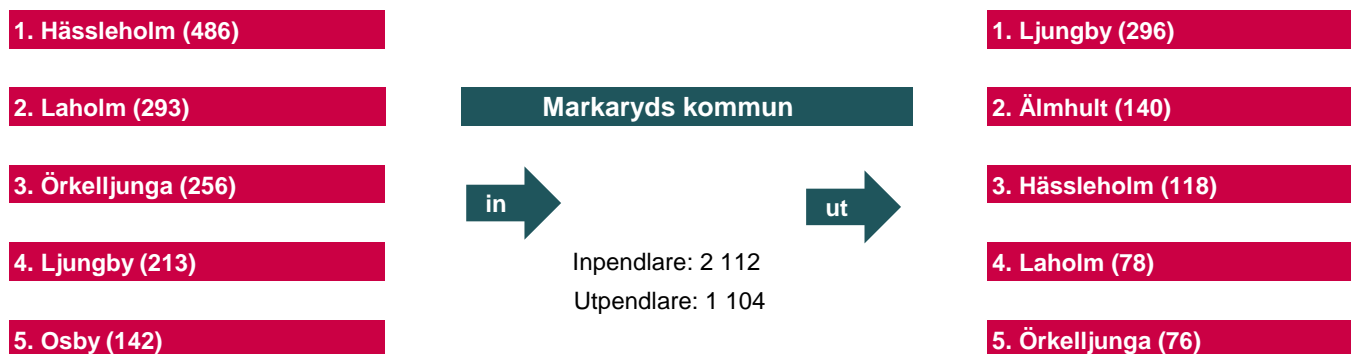 1. Hässleholm (486)
2. Laholm (293)
3. Örkelljunga (256)
4. Ljungby (213)
5. Osby (142)
Markaryds kommun
in
ut
Inpendlare: 2 112
Utpendlare: 1 104
1. Ljungby (296)
2. Älmhult (140)
3. Hässleholm (118)
4. Laholm (78)
5. Örkelljunga (76)